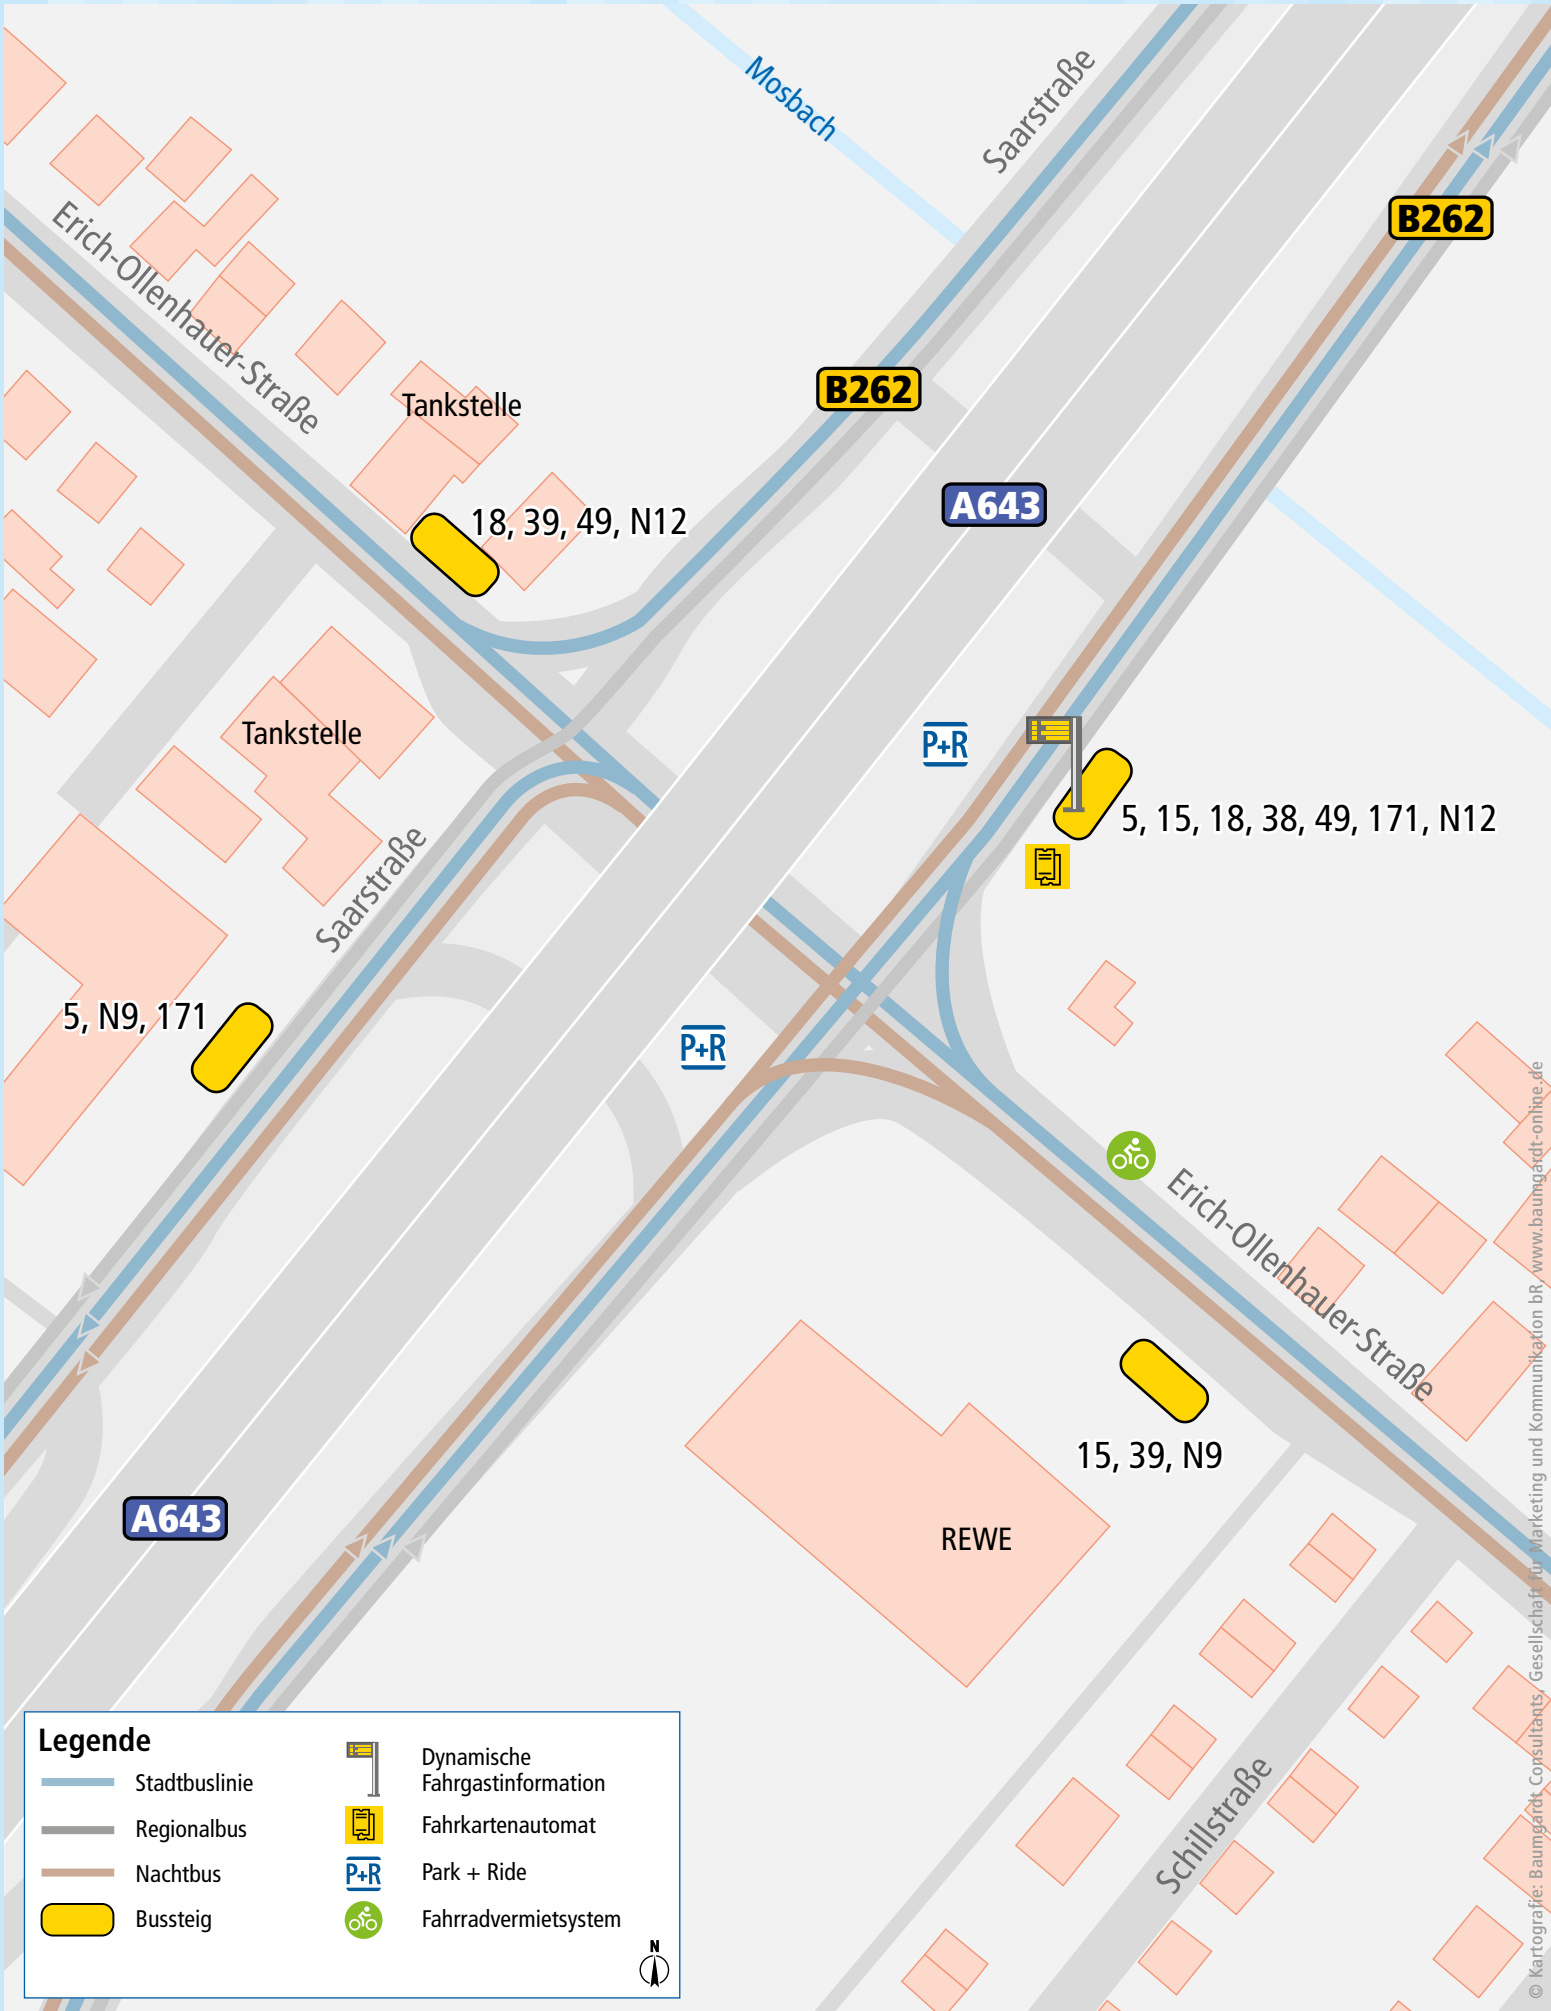 Mosbach
Saarstraße
B262
Erich-Ollenhauer-Straße
B262
Tankstelle
A643
18, 39, 49, N12
Tankstelle
P+R
5, 15, 18, 38, 49, 171, N12
Saarstraße
5, N9, 171
P+R
Erich-Ollenhauer-Straße
15, 39, N9
A643
REWE
Schillstraße
Legende
Stadtbuslinie
Regionalbus
Nachtbus
Bussteig
Dynamische
Fahrgastinformation
Fahrkartenautomat
P+R
Park + Ride
Fahrradvermietsystem
N
© Kartografie: Baumgardt Consultants, Gesellschaft für Marketing und Kommunikation bR, www.baumgardt-online.de